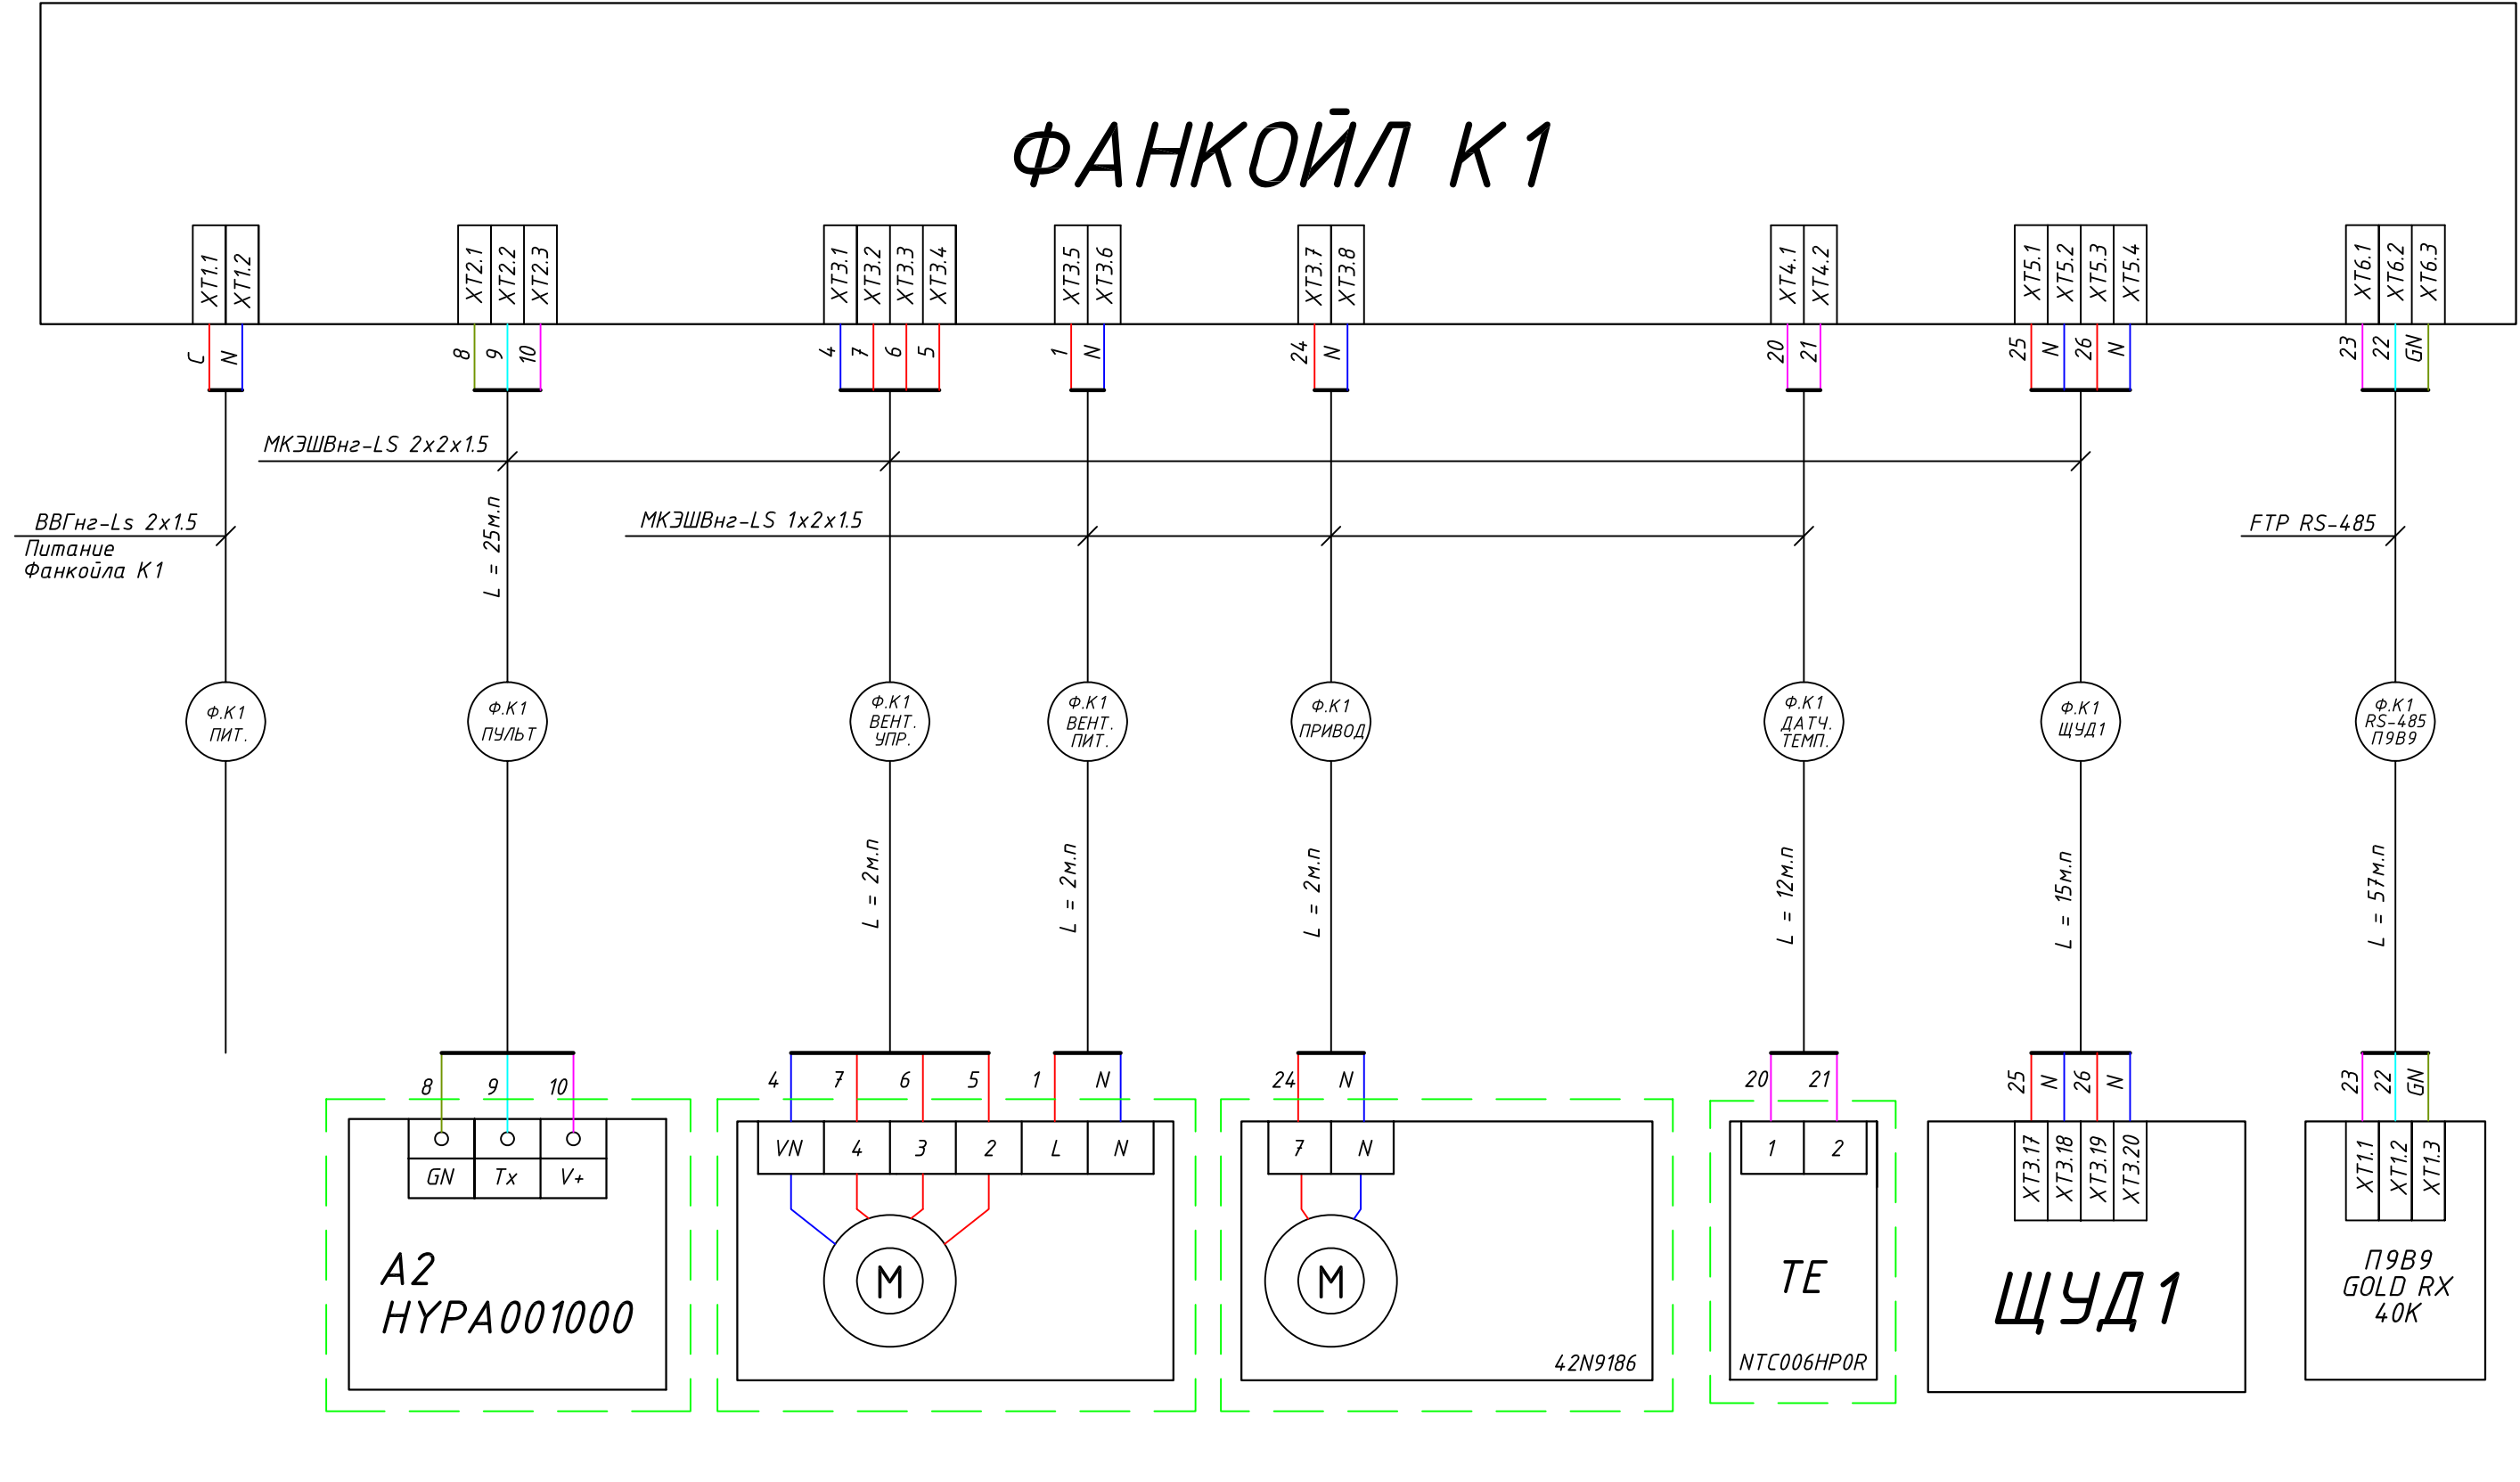 ФАНКОЙЛ К1
XT1.1 XT1.2 XT2.1 XT2.2 XT2.3 XT3.1 XT3.2 XT3.3 XT3.4 XT3.5 XT3.6 XT3.7 XT3.8 XT4.1 XT4.2 XT5.1 XT5.2 XT5.3 XT5.4 XT6.1 XT6.2 XT6.3
C N 8 9 10 4 7 6 5 1 N 24 N 20 21 25 N 26 N 23 22 GN
МКЭШВнг-LS 2x2x1.5
ВВГнг-Ls 2x1.5
Питание
Фанкойла К1
МКЭШВнг-LS 1x2x1.5
FTP RS-485
L = 25м.п
Ф.К1
ПИТ.
Ф.К1
ПУЛЬТ
Ф.К1
ВЕНТ.
УПР.
Ф.К1
ВЕНТ.
ПИТ.
Ф.К1
ПРИВОД
Ф.К1
ДАТЧ.
ТЕМП.
Ф.К1
ЩУД1
Ф.К1
RS-485
П9В9
L = 2м.п
L = 2м.п
L = 2м.п
L = 12м.п
L = 15м.п
L = 57м.п
8 9 10 4 7 6 5 1 N 24 N 20 21 25 N 26 N 23 22 GN
GN Tx V+
A2
HYPA001000
VN 4 3 2 L N
M
7 N
M
42N9186
1 2
TE
NTC006HP0R
XT3.17 XT3.18 XT3.19 XT3.20
ЩУД1
XT1.1 XT1.2 XT1.3
П9В9
GOLD RX
40К